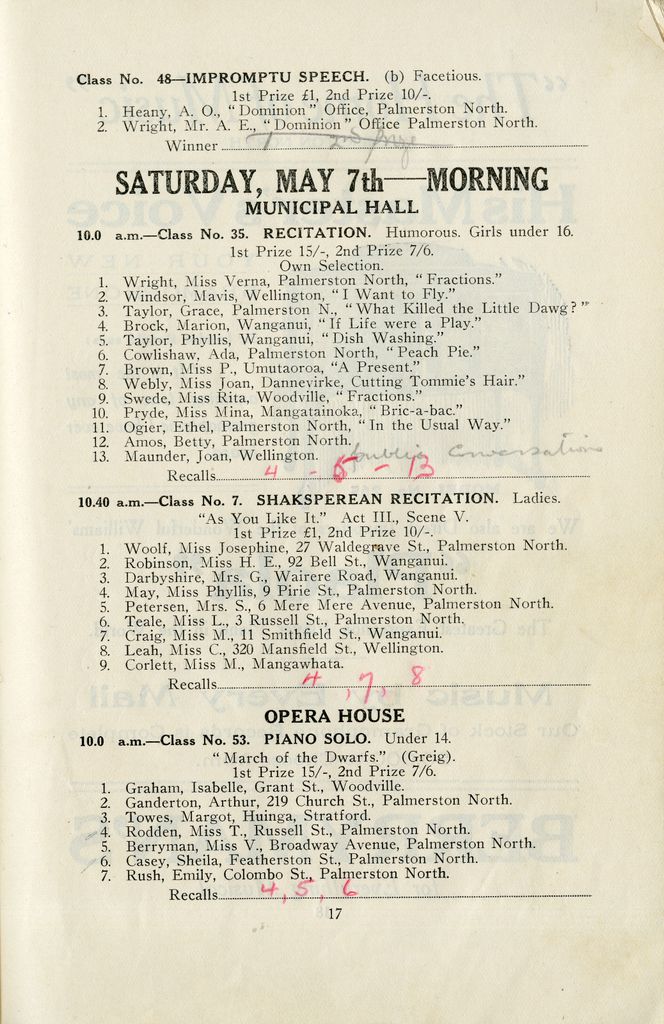 Class No. 48—IMPROMPTU SPEECH. (b) Facetious.
1st Prize £1, 2nd Prize 10/-.
1. Heany, A. O., "Dominion" Office, Palmerston North.
2. Wright, Mr. A. E., "Dominion" Office Palmerston North.
Winner 1 2nd prize
SATURDAY, MAY 7th—MORNING
MUNICIPAL HALL
10.0 a.m.—Class No. 35. RECITATION. Humorous. Girls under 16.
1st Prize 15/-, 2nd Prize 7/6.
Own Selection.
1. Wright, Miss Verna, Palmerston North, "Fractions."
2. Windsor, Mavis, Wellington, "I Want to Fly."
3. Taylor, Grace, Palmerston N., "What Killed the Little Dawg?"
4. Brock, Marion, Wanganui, "If Life were a Play."
5. Taylor, Phyllis, Wanganui, "Dish Washing."
6. Cowlishaw, Ada, Palmerston North, "Peach Pie."
7. Brown, Miss P., Umutaoroa, "A Present."
8. Webly, Miss Joan, Dannevirke, Cutting Tommie's Hair."
9. Swede, Miss Rita, Woodville, "Fractions."
10. Pryde, Miss Mina, Mangatainoka, "Bric-a-bac."
11. Ogier, Ethel, Palmerston North, "In the Usual Way."
12. Amos, Betty, Palmerston North.
13. Maunder, Joan, Wellington. public conversations
Recalls 4 - 5 - 13
10.40 a.m.—Class No. 7. SHAKSPEREAN RECITATION. Ladies.
"As You Like It." Act III., Scene V.
1st Prize £1, 2nd Prize 10/-.
1. Woolf, Miss Josephine, 27 Waldegrave St., Palmerston North.
2. Robinson, Miss H. E., 92 Bell St., Wanganui.
3. Darbyshire, Mrs. G., Wairere Road, Wanganui.
4. May, Miss Phyllis, 9 Pirie St., Palmerston North.
5. Petersen, Mrs. S., 6 Mere Mere Avenue, Palmerston North.
6. Teale, Miss L., 3 Russell St., Palmerston North.
7. Craig, Miss M., 11 Smithfield St., Wanganui.
8. Leah, Miss C., 320 Mansfield St., Wellington.
9. Corlett, Miss M., Mangawhata.
Recalls 4, 7, 8
OPERA HOUSE
10.0 a.m.—Class No. 53. PIANO SOLO. Under 14.
"March of the Dwarfs." (Greig).
1st Prize 15/-, 2nd Prize 7/6.
1. Graham, Isabelle, Grant St., Woodville.
2. Ganderton, Arthur, 219 Church St., Palmerston North.
3. Towes, Margot, Huinga, Stratford.
4. Rodden, Miss T., Russell St., Palmerston North.
5. Berryman, Miss V., Broadway Avenue, Palmerston North.
6. Casey, Sheila, Featherston St., Palmerston North.
7. Rush, Emily, Colombo St., Palmerston North.
Recalls 4, 5, 6
17